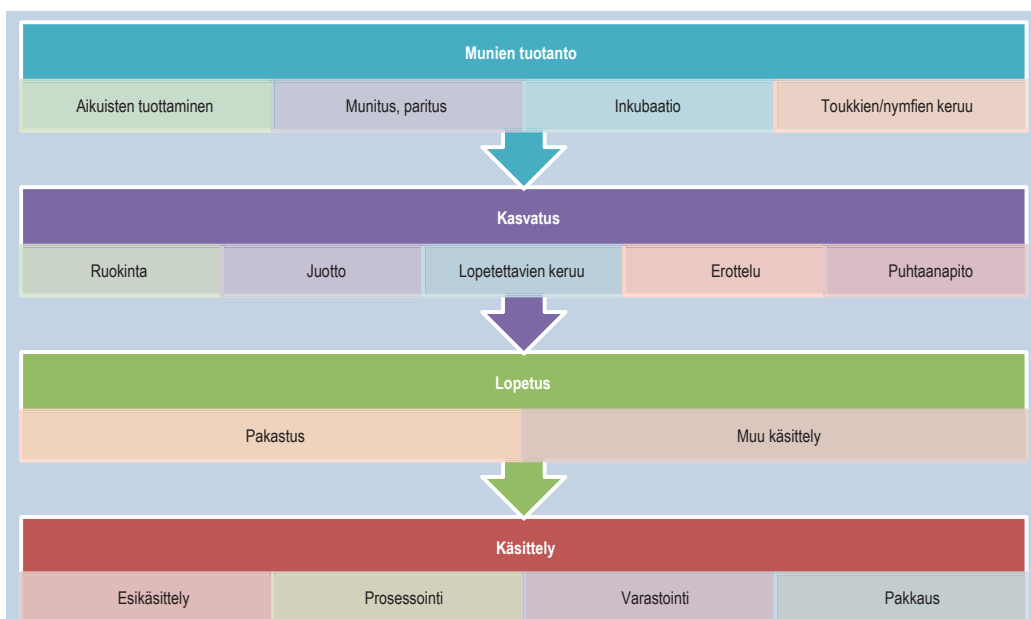 Munien tuotanto
Aikuisten tuottaminen
Munitus, paritus
Inkubaatio
Toukkien/nymfien keruu
Kasvatus
Ruokinta
Juotto
Lopetettavien keruu
Erottelu
Puhtaanapito
Lopetus
Pakastus
Muu käsittely
Käsittely
Esikäsittely
Prosessointi
Varastointi
Pakkaus